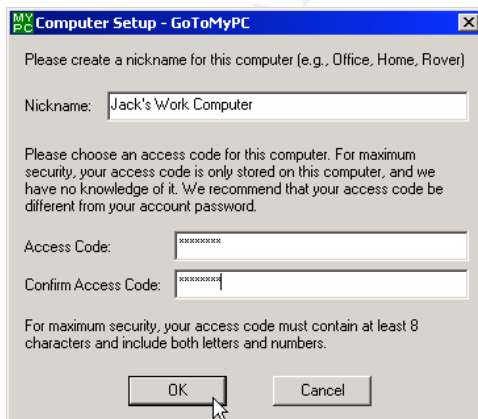 MY PC Computer Setup - GoToMyPC
Please create a nickname for this computer (e.g., Office, Home, Rover)
Nickname: Jack's Work Computer
Please choose an access code for this computer. For maximum
security, your access code is only stored on this computer, and we
have no knowledge of it. We recommend that your access code be
different from your account password.
Access Code: ********
Confirm Access Code: ********
For maximum security, your access code must contain at least 8
characters and include both letters and numbers.
OK Cancel